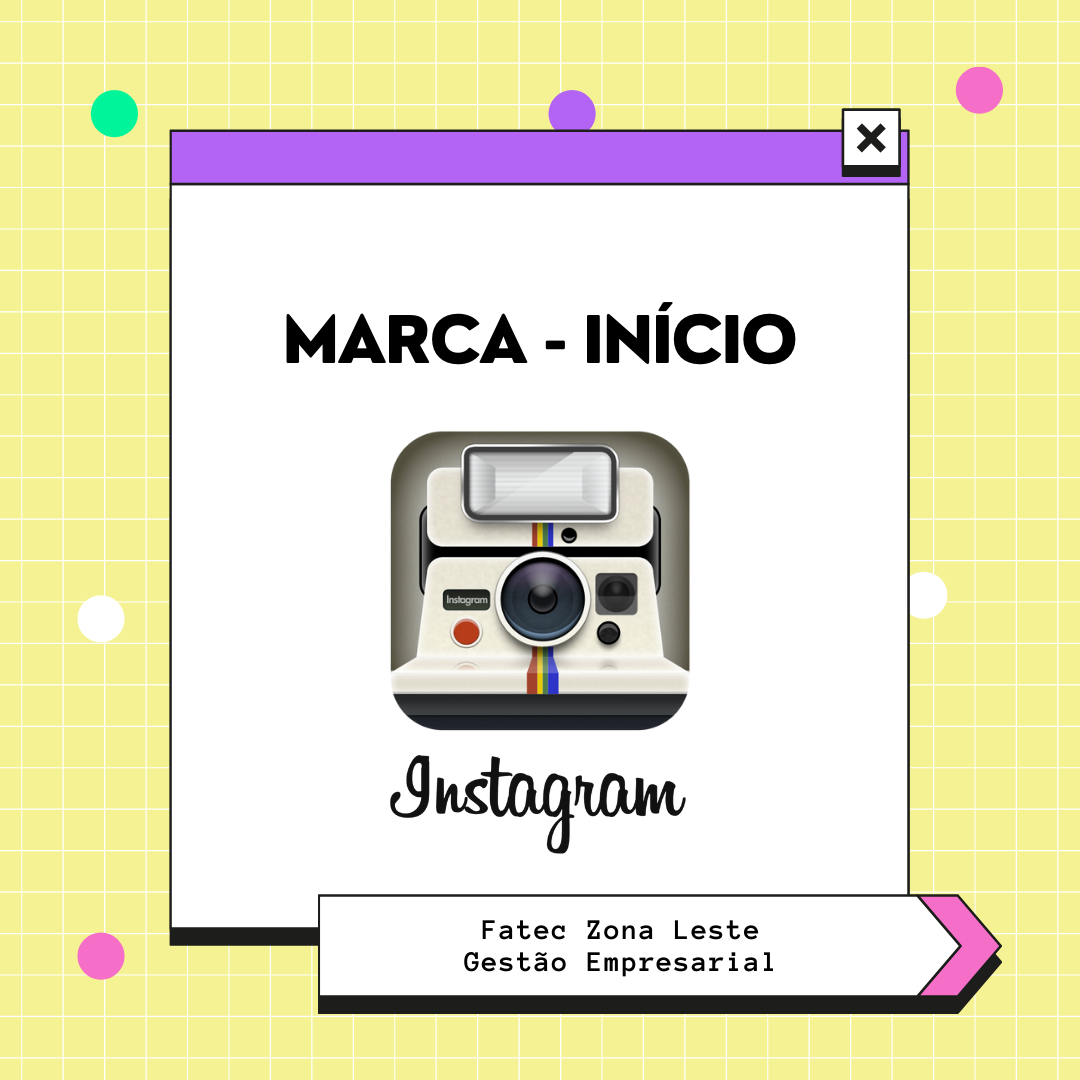 MARCA - INÍCIO
Instagram
Instagram
Fatec Zona Leste
Gestão Empresarial